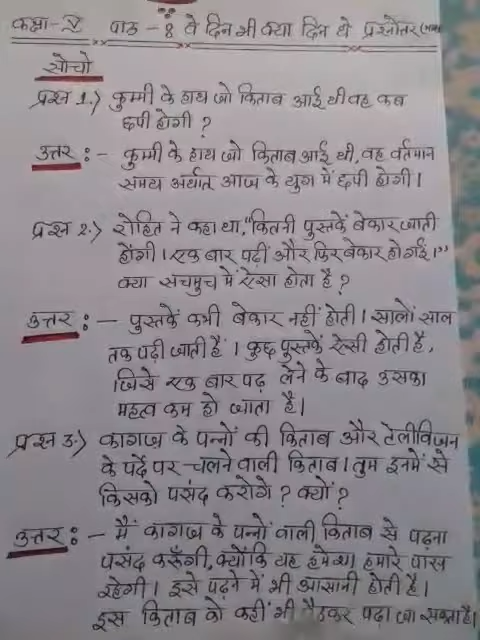 कक्षा - V पाठ - 8 वे दिन भी क्या दिन थे प्रश्नोतर
सोचो
प्रश्न 1.) कुम्मी के हाथ जो किताब आई थी वह कब
छपी होगी ?
उत्तर :- कुम्मी के हाथ जो किताब आई थी, वह वर्तमान
समय अर्थात् आज के युग में छपी होगी।
प्रश्न 2.) रोहित ने कहा था, "कितनी पुस्तकें बेकार जाती
होंगी। एक बार पढ़ी और फिर बेकार हो गई।"
क्या सचमुच में ऐसा होता है ?
उत्तर :- पुस्तकें कभी बेकार नहीं होती। सालों साल
तक पढ़ी जाती हैं। कुछ पुस्तकें ऐसी होती हैं,
जिसे एक बार पढ़ लेने के बाद उसका
महत्व कम हो जाता है।
प्रश्न 3.) कागज़ के पन्नों की किताब और टेलीविजन
के पर्दे पर चलने वाली किताब। तुम इनमें से
किसको पसंद करोगे ? क्यों ?
उत्तर :- मैं कागज़ के पन्नों वाली किताब से पढ़ना
पसंद करूँगी, क्योंकि यह हमेशा हमारे पास
रहेगी। इसे पढ़ने में भी आसानी होती है।
इस किताब को कहीं भी बैठकर पढ़ा जा सकता है।